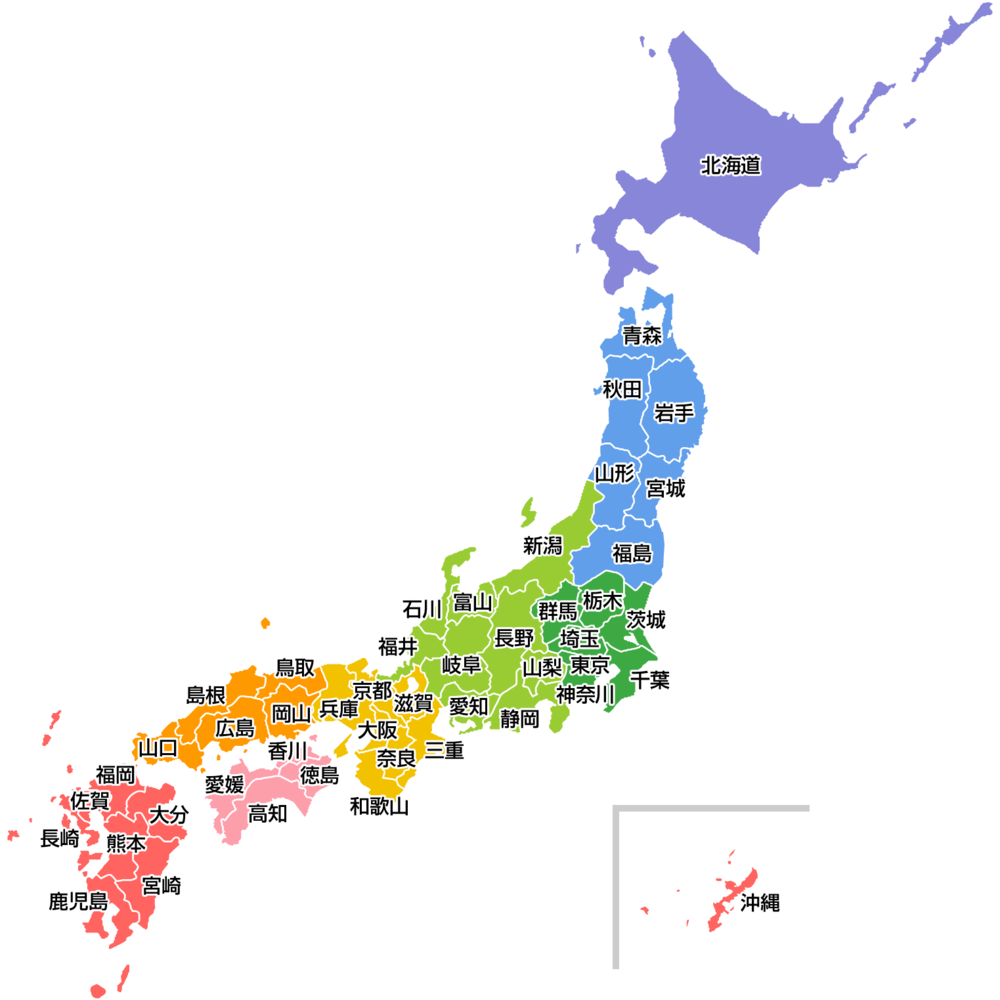 北海道
青森
秋田
岩手
山形
宮城
新潟
福島
石川
富山
群馬
栃木
茨城
福井
長野
埼玉
岐阜
山梨
東京
千葉
神奈川
鳥取
島根
京都
滋賀
愛知
静岡
岡山
兵庫
広島
大阪
山口
香川
奈良
三重
福岡
愛媛
徳島
佐賀
和歌山
大分
高知
長崎
熊本
宮崎
鹿児島
沖縄